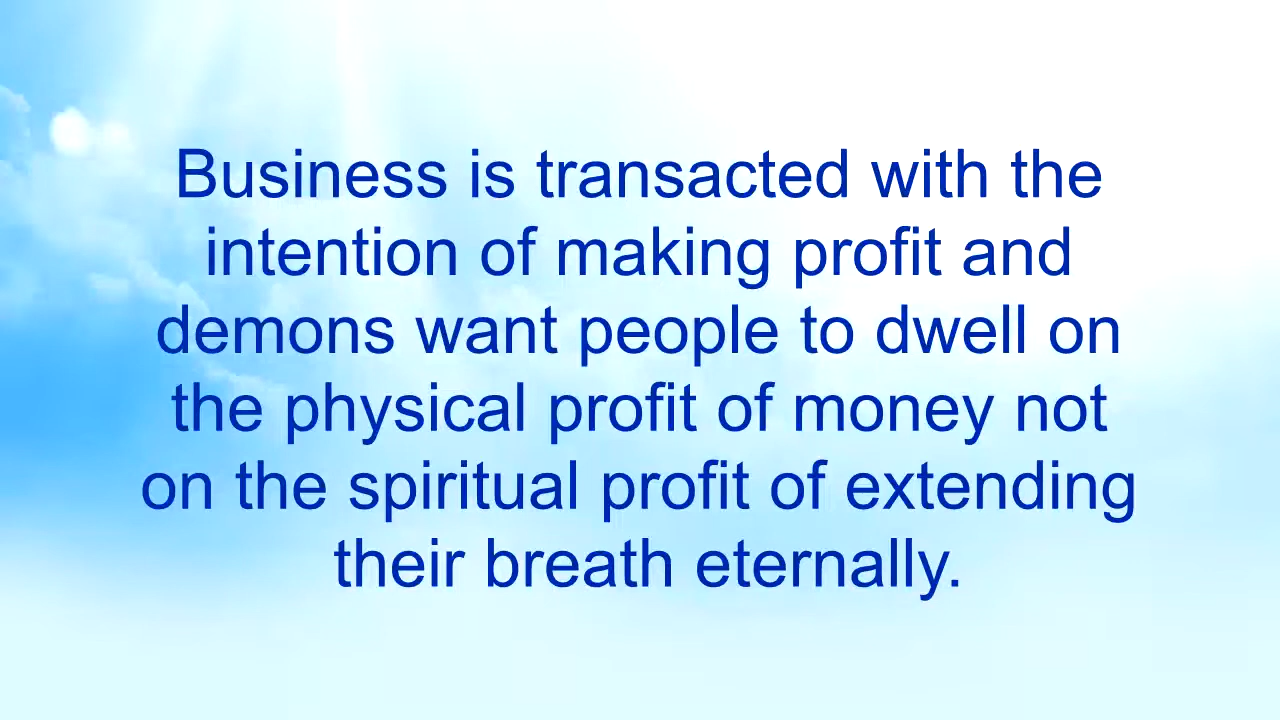 Business is transacted with the
intention of making profit and
demons want people to dwell on
the physical profit of money not
on the spiritual profit of extending
their breath eternally.